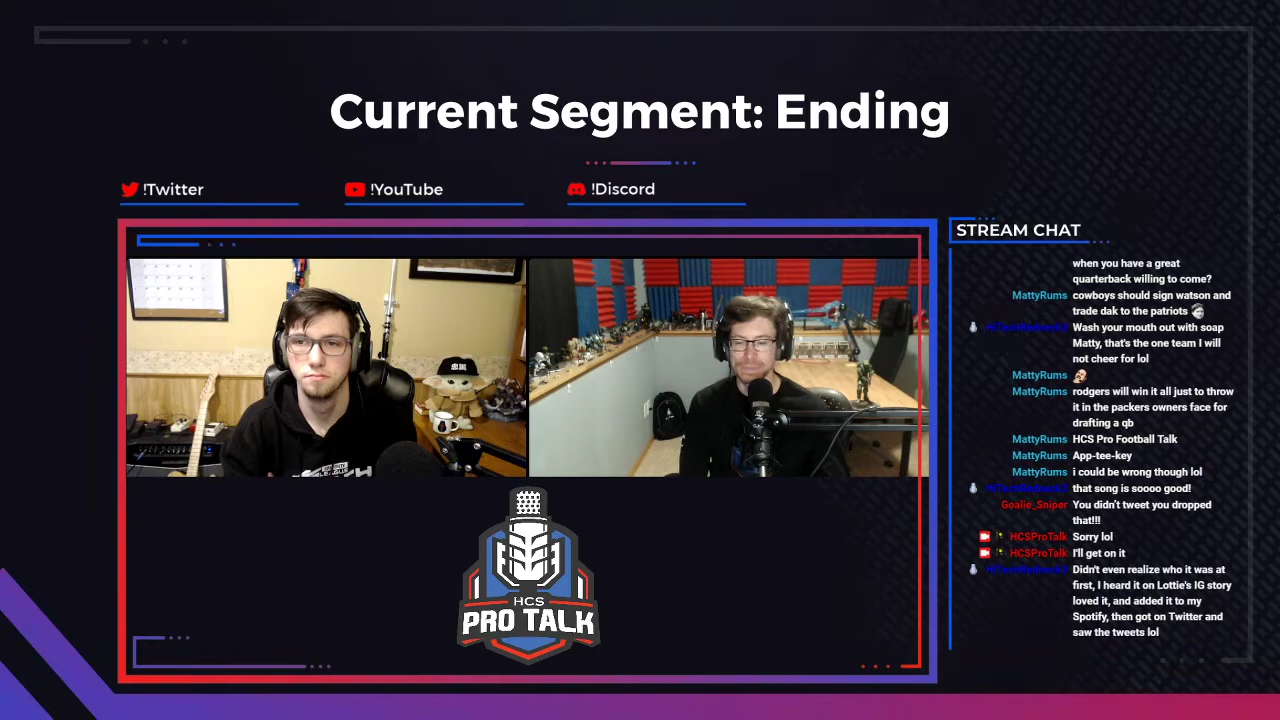 Current Segment: Ending
!Twitter
!YouTube
!Discord
STREAM CHAT
when you have a great
quarterback willing to come?
MattyRums cowboys should sign watson and
trade dak to the patriots
Wash your mouth out with soap
Matty, that's the one team I will
not cheer for lol
MattyRums
MattyRums rodgers will win it all just to throw
it in the packers owners face for
drafting a qb
MattyRums HCS Pro Football Talk
MattyRums App-tee-key
MattyRums i could be wrong though lol
that song is soooo good!
Goalie_Sniper You didn't tweet you dropped
that!!!
HCSProTalk Sorry lol
HCSProTalk I'll get on it
Didn't even realize who it was at
first, I heard it on Lottie's IG story
loved it, and added it to my
Spotify, then got on Twitter and
saw the tweets lol
HCS
PRO TALK